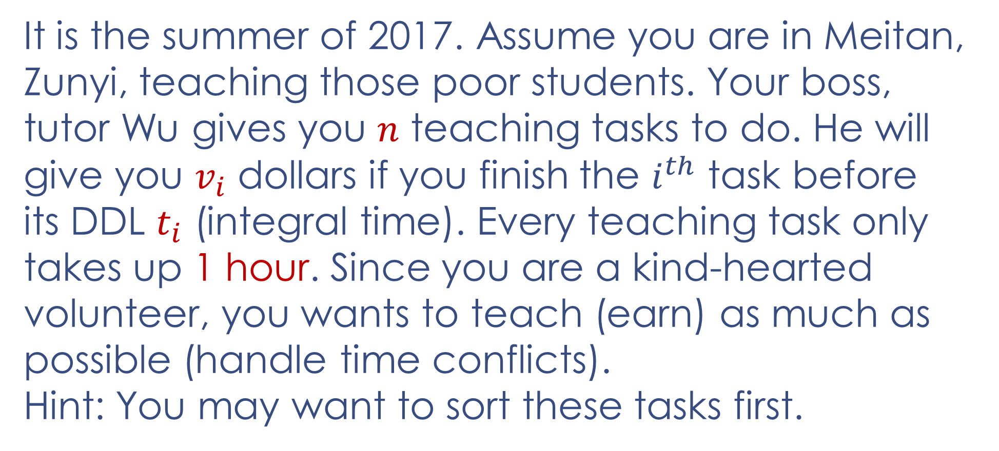 It is the summer of 2017. Assume you are in Meitan,
Zunyi, teaching those poor students. Your boss,
tutor Wu gives you n teaching tasks to do. He will
give you v_i dollars if you finish the i^{th} task before
its DDL t_i (integral time). Every teaching task only
takes up 1 hour. Since you are a kind-hearted
volunteer, you wants to teach (earn) as much as
possible (handle time conflicts).
Hint: You may want to sort these tasks first.